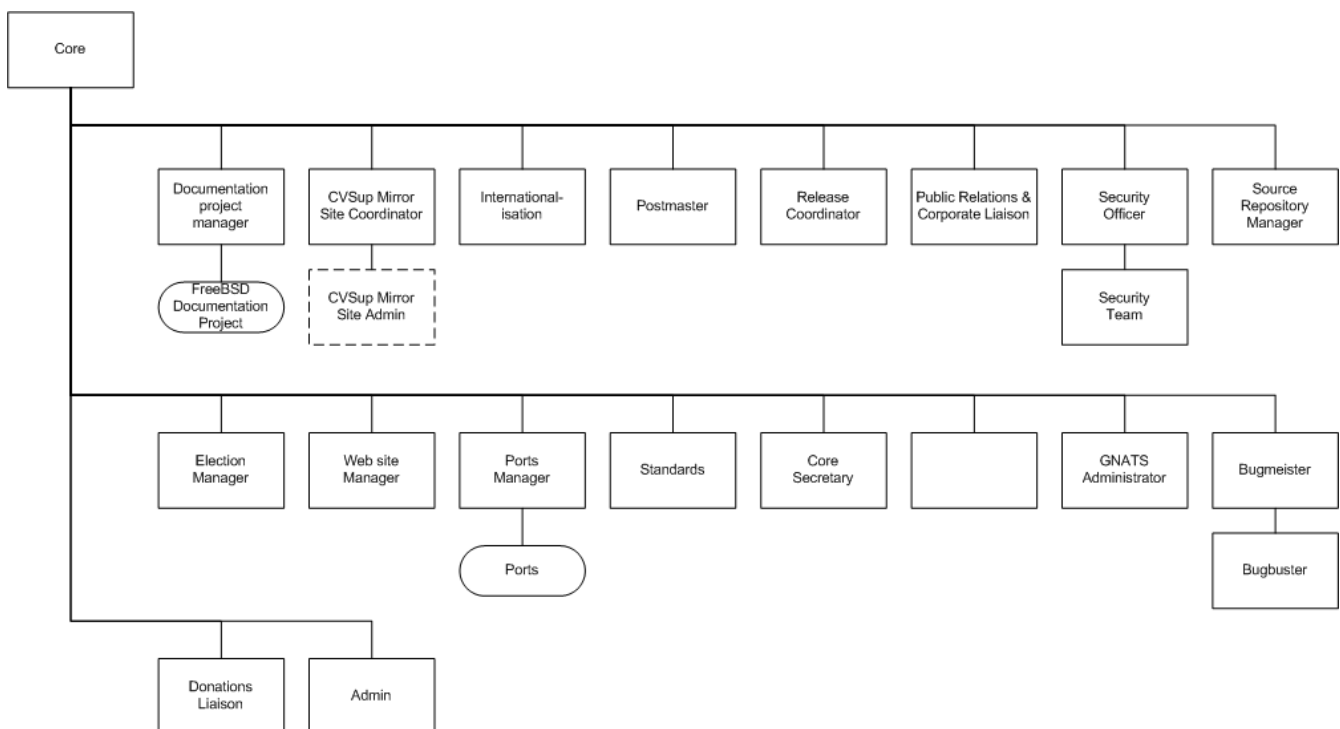 Core
Documentation
project
manager
CVSup Mirror
Site Coordinator
International-
isation
Postmaster
Release
Coordinator
Public Relations &
Corporate Liaison
Security
Officer
Source
Repository
Manager
FreeBSD
Documentation
Project
CVSup Mirror
Site Admin
Security
Team
Election
Manager
Web site
Manager
Ports
Manager
Standards
Core
Secretary
GNATS
Administrator
Bugmeister
Ports
Bugbuster
Donations
Liaison
Admin